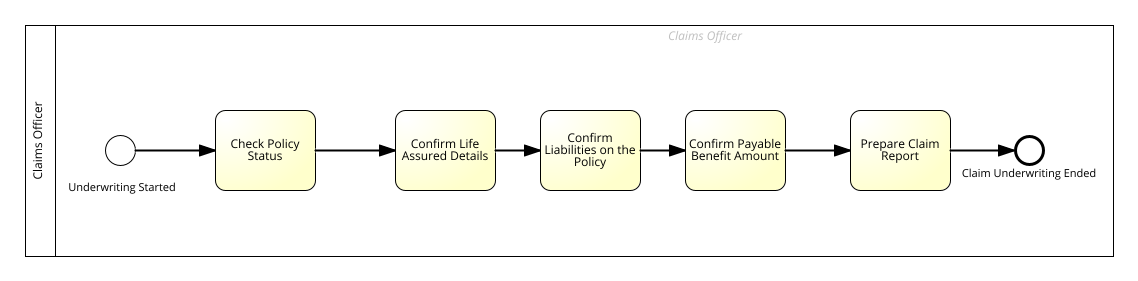 Claims Officer
Claims Officer
Check Policy
Status
Confirm Life
Assured Details
Confirm
Liabilities on the
Policy
Confirm Payable
Benefit Amount
Prepare Claim
Report
Underwriting Started
Claim Underwriting Ended